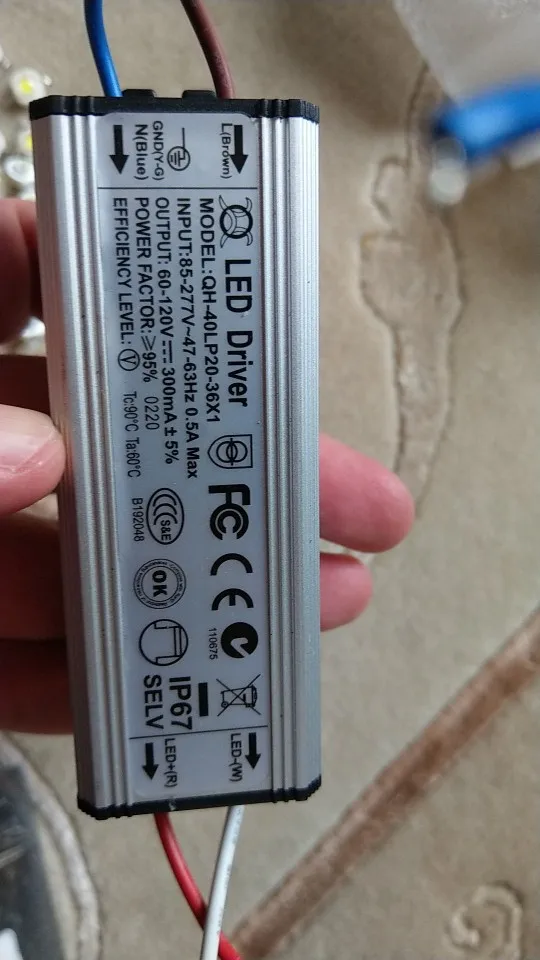 L(Brown)
GND(Y-G)
N(Blue)
LED Driver
MODEL:QH-40LP20-36X1
INPUT:85-277V~47-63Hz 0.5A Max
OUTPUT: 60-120V⎓300mA±5%
POWER FACTOR:≥95% 0220
EFFICIENCY LEVEL: Ⓥ Tc:90°C Ta:60°C
B192048
FC CE
110675
S&E
OK
IP67
SELV
LED-(W)
LED+(R)